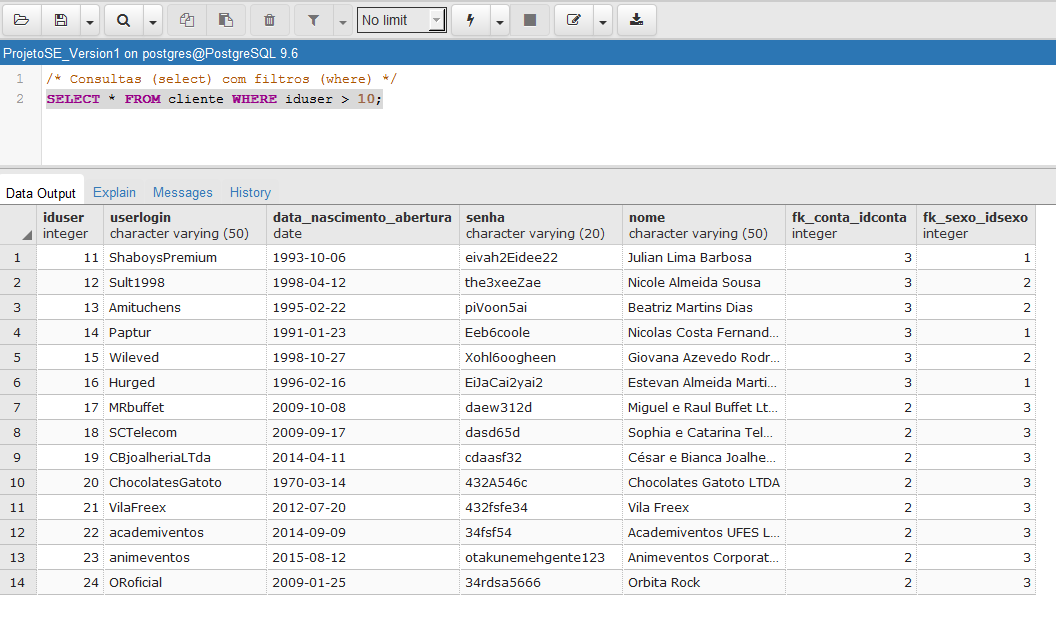 No limit
ProjetoSE_Version1 on postgres@PostgreSQL 9.6
1 /* Consultas (select) com filtros (where) */
2 SELECT * FROM cliente WHERE iduser > 10;
Data Output Explain Messages History
iduser userlogin data_nascimento_abertura senha nome fk_conta_idconta fk_sexo_idsexo
integer character varying (50) date character varying (20) character varying (50) integer integer
1 11 ShaboysPremium 1993-10-06 eivah2Eidee22 Julian Lima Barbosa 3 1
2 12 Sult1998 1998-04-12 the3xeeZae Nicole Almeida Sousa 3 2
3 13 Amituchens 1995-02-22 piVoon5ai Beatriz Martins Dias 3 2
4 14 Paptur 1991-01-23 Eeb6coole Nicolas Costa Fernand... 3 1
5 15 Wileved 1998-10-27 Xohl6oogheen Giovana Azevedo Rodr... 3 2
6 16 Hurged 1996-02-16 EiJaCai2yai2 Estevan Almeida Marti... 3 1
7 17 MRbuffet 2009-10-08 daew312d Miguel e Raul Buffet Lt... 2 3
8 18 SCTelecom 2009-09-17 dasd65d Sophia e Catarina Tel... 2 3
9 19 CBjoalheriaLTda 2014-04-11 cdaasf32 César e Bianca Joalhe... 2 3
10 20 ChocolatesGatoto 1970-03-14 432A546c Chocolates Gatoto LTDA 2 3
11 21 VilaFreex 2012-07-20 432fsfe34 Vila Freex 2 3
12 22 academiventos 2014-09-09 34fsf54 Academiventos UFES L... 2 3
13 23 animeventos 2015-08-12 otakunemehgente123 Animeventos Corporat... 2 3
14 24 ORoficial 2009-01-25 34rdsa5666 Orbita Rock 2 3